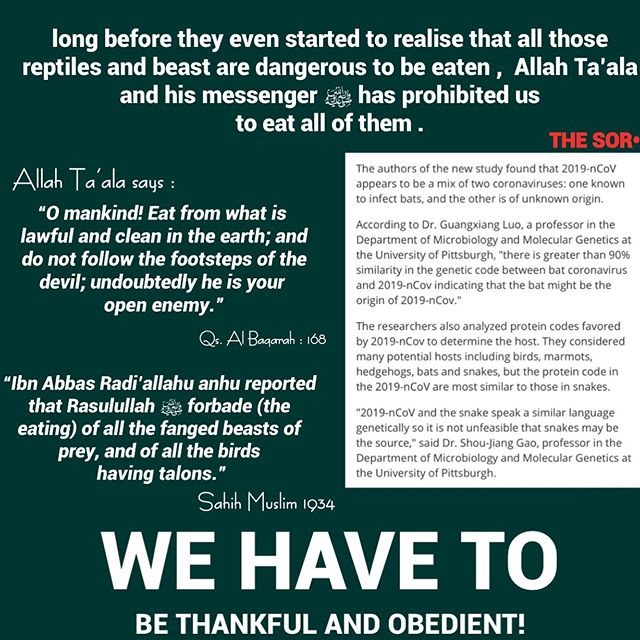 long before they even started to realise that all those
reptiles and beast are dangerous to be eaten , Allah Ta'ala
and his messenger ﷺ has prohibited us
to eat all of them .
THE SOR•
Allah Ta'ala says :
“O mankind! Eat from what is
lawful and clean in the earth; and
do not follow the footsteps of the
devil; undoubtedly he is your
open enemy.”
Qs. Al Baqarah : 168
“Ibn Abbas Radi’allahu anhu reported
that Rasulullah ﷺ forbade (the
eating) of all the fanged beasts of
prey, and of all the birds
having talons.”
Sahih Muslim 1934
The authors of the new study found that 2019-nCoV
appears to be a mix of two coronaviruses: one known
to infect bats, and the other is of unknown origin.
According to Dr. Guangxiang Luo, a professor in the
Department of Microbiology and Molecular Genetics at
the University of Pittsburgh, "there is greater than 90%
similarity in the genetic code between bat coronavirus
and 2019-nCov indicating that the bat might be the
origin of 2019-nCov."
The researchers also analyzed protein codes favored
by 2019-nCov to determine the host. They considered
many potential hosts including birds, marmots,
hedgehogs, bats and snakes, but the protein code in
the 2019-nCoV are most similar to those in snakes.
"2019-nCoV and the snake speak a similar language
genetically so it is not unfeasible that snakes may be
the source," said Dr. Shou-Jiang Gao, professor in the
Department of Microbiology and Molecular Genetics at
the University of Pittsburgh.
WE HAVE TO
BE THANKFUL AND OBEDIENT!